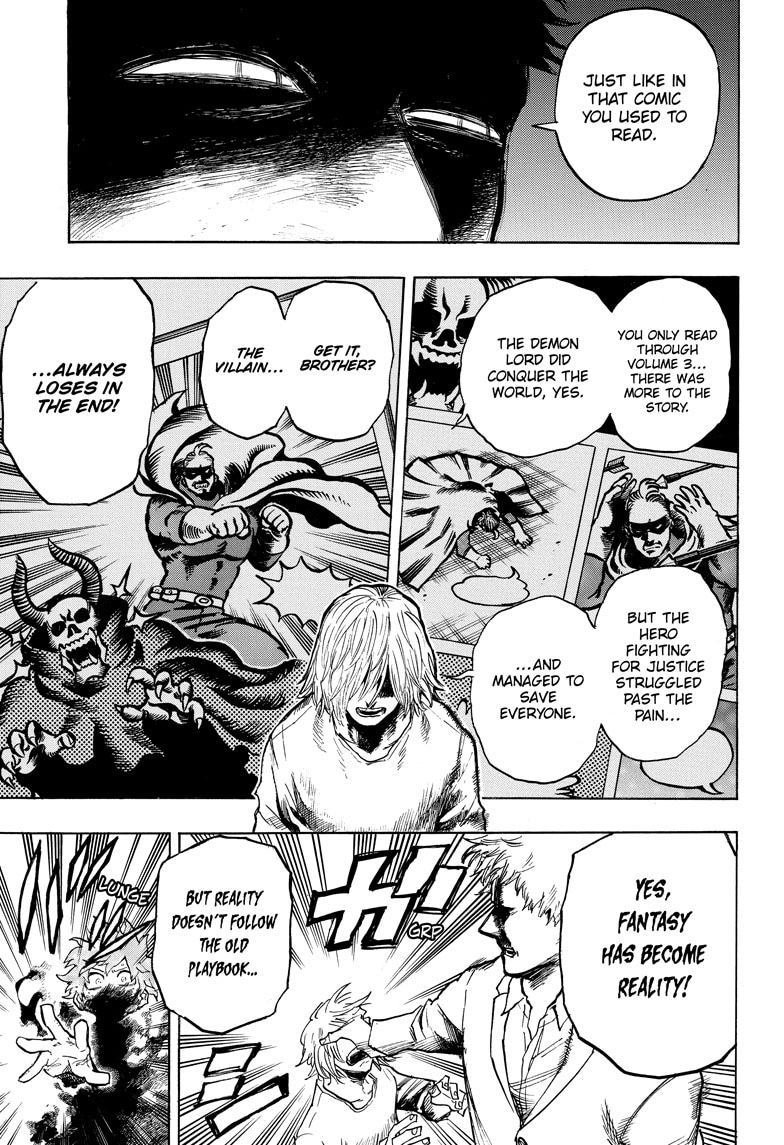 JUST LIKE IN
THAT COMIC
YOU USED TO
READ.
YOU ONLY READ
THROUGH
VOLUME 3...
THERE WAS
MORE TO THE
STORY.
THE DEMON
LORD DID
CONQUER THE
WORLD, YES.
BUT THE
HERO
FIGHTING
FOR JUSTICE
STRUGGLED
PAST THE
PAIN...
...AND
MANAGED TO
SAVE
EVERYONE.
GET IT,
BROTHER?
THE
VILLAIN...
...ALWAYS
LOSES IN
THE END!
YES,
FANTASY
HAS BECOME
REALITY!
ガッ
GRP
BUT REALITY
DOESN'T FOLLOW
THE OLD
PLAYBOOK...
LUNGE